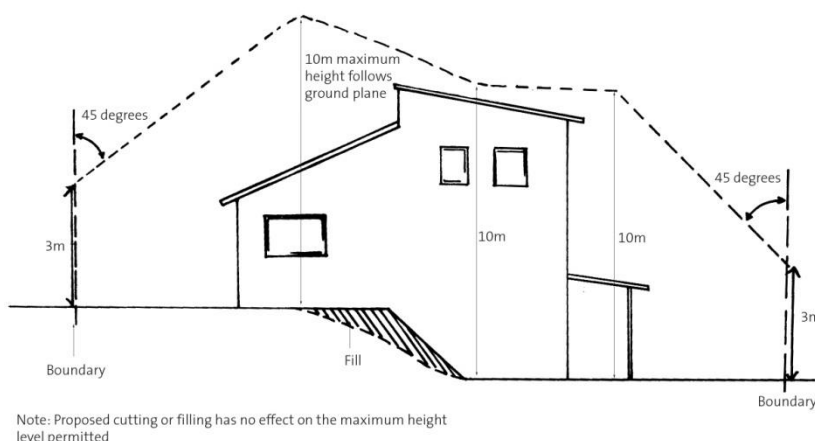 10m maximum
height follows
ground plane
45 degrees
45 degrees
3m
10m
10m
3m
Fill
Boundary
Boundary
Note: Proposed cutting or filling has no effect on the maximum height
level permitted